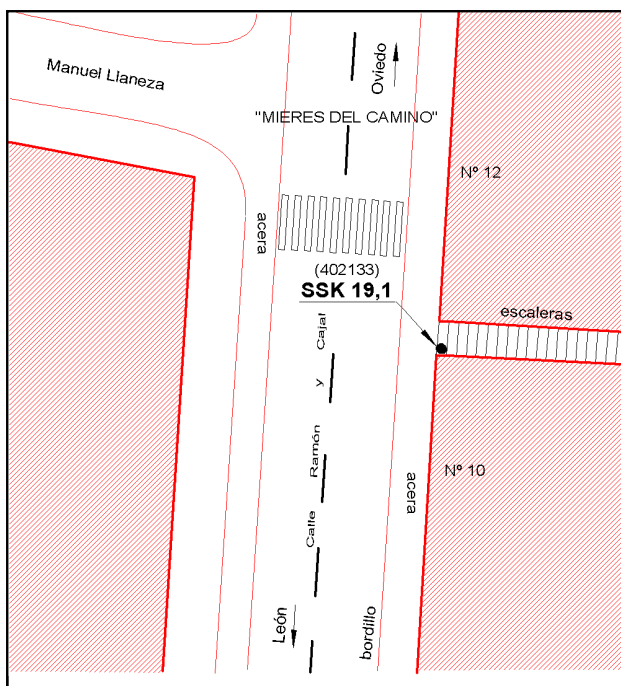 Manuel Llaneza
Oviedo
"MIERES DEL CAMINO"
Nº 12
acera
(402133)
SSK 19,1
escaleras
Calle Ramón y Cajal
Nº 10
acera
León
bordillo